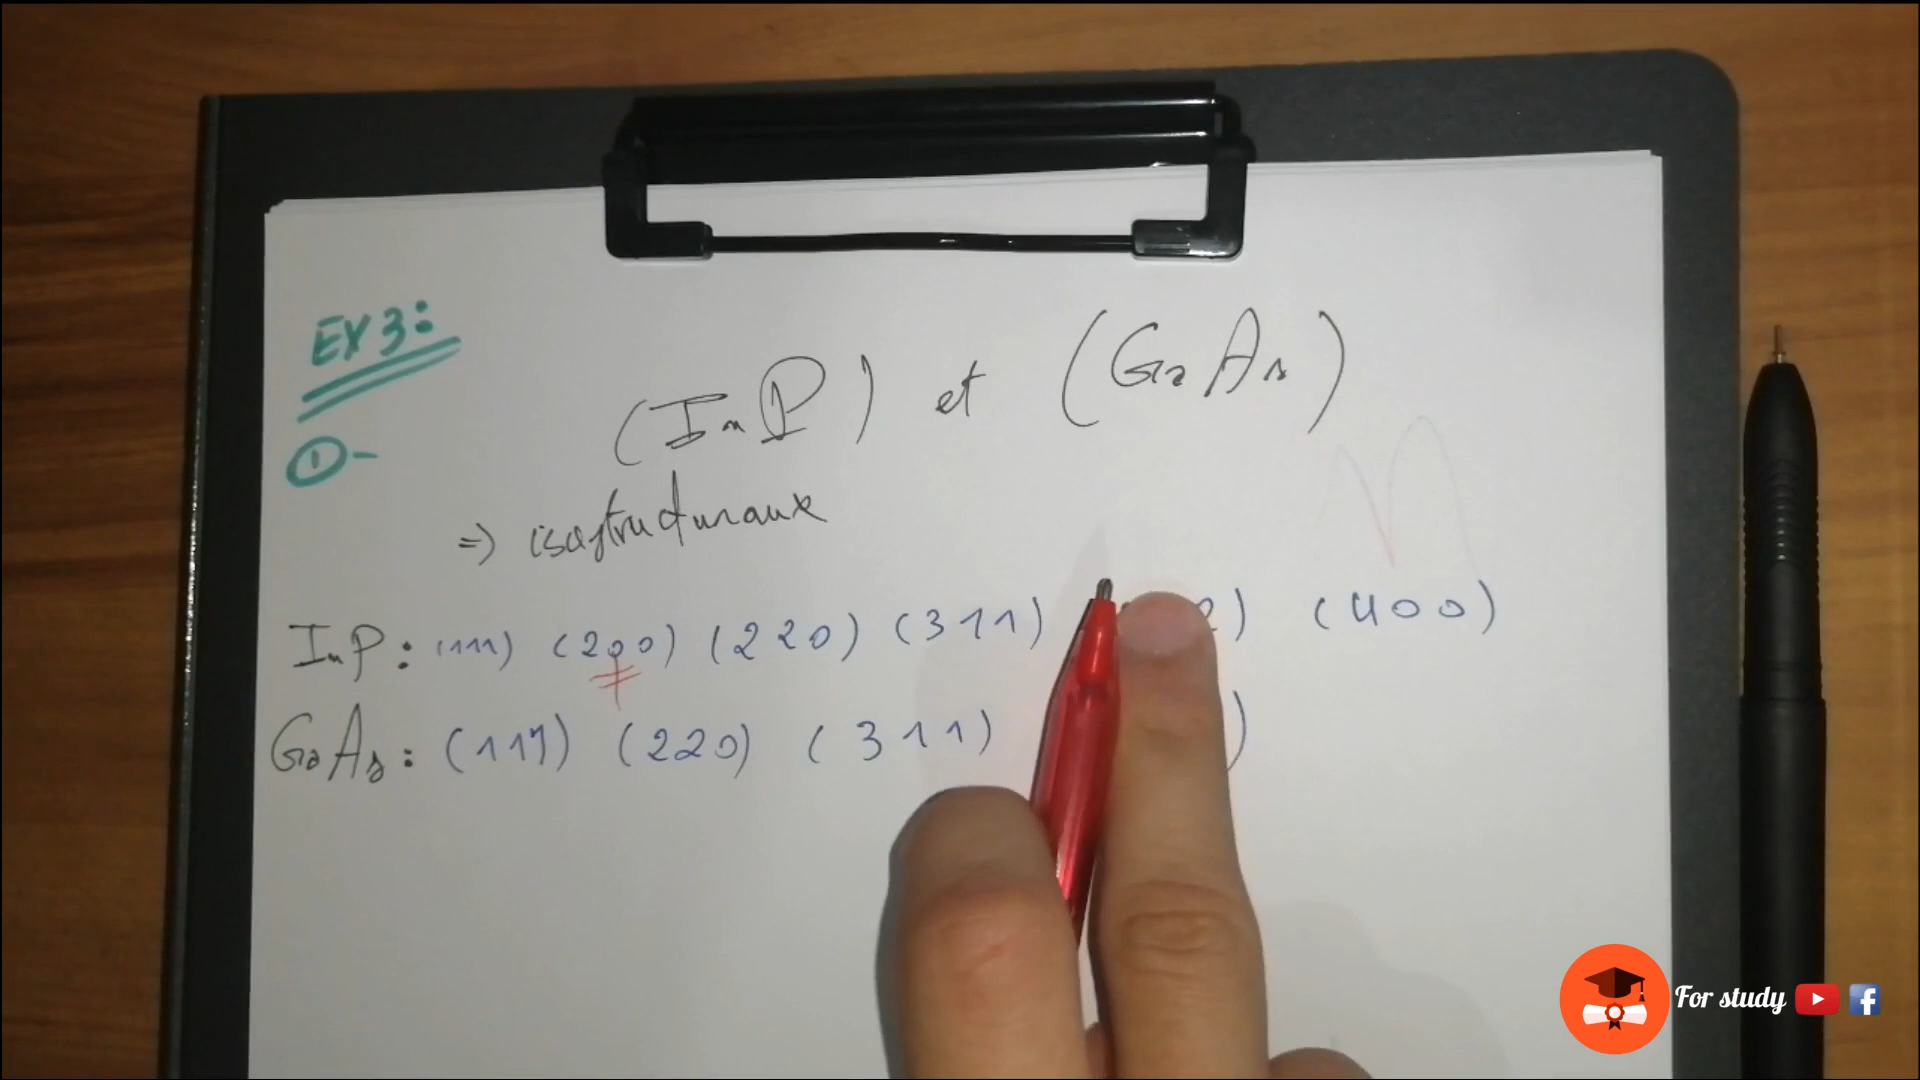 EX 3:
(InP) et (GaAs)
①-
=) isostructuraux
InP: (111) (200) (220) (311) 2) (400)
GaAs: (111) (220) (311) )
For study